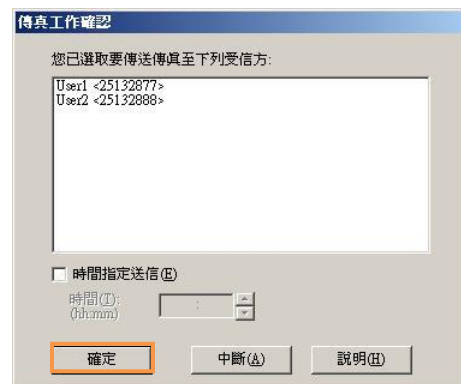 傳真工作確認
您已選取要傳送傳真至下列受信方:
User1 <25132877>
User2 <25132888>
時間指定送信(E)
時間(T): :
(hh:mm)
確定 中斷(A) 說明(H)